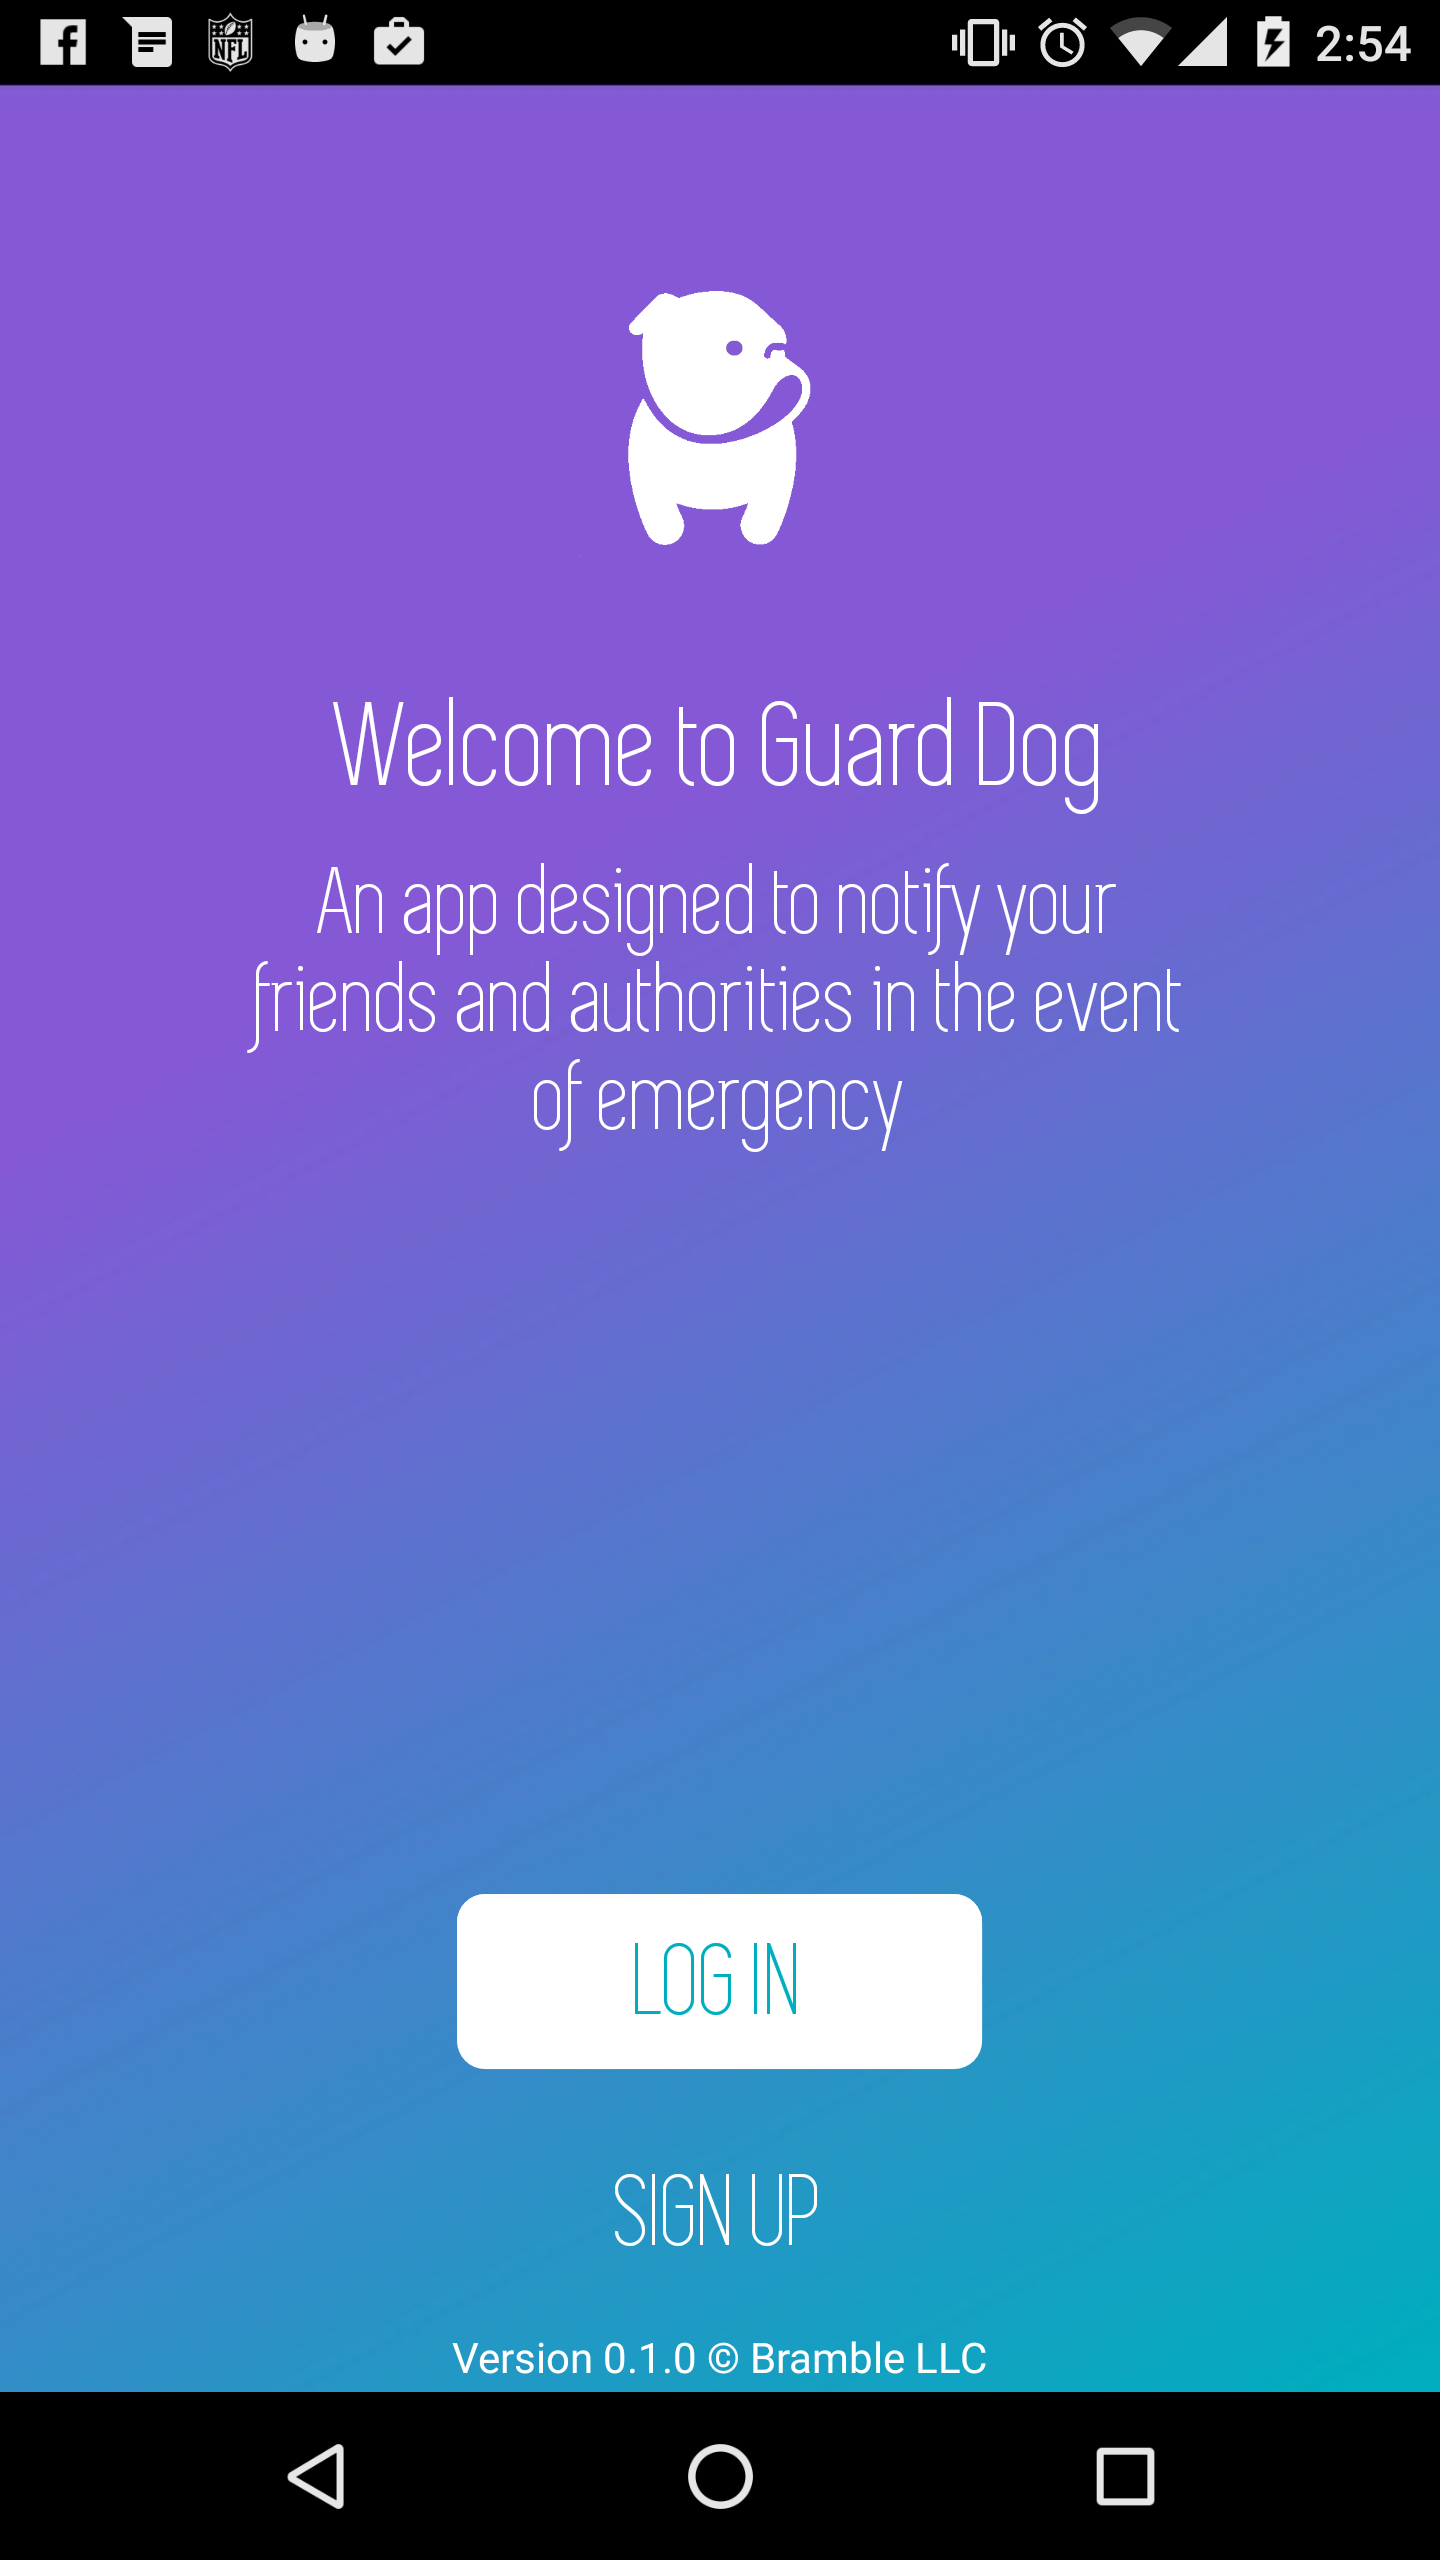 NFL
2:54
Welcome to Guard Dog
An app designed to notify your
friends and authorities in the event
of emergency
LOG IN
SIGN UP
Version 0.1.0 © Bramble LLC